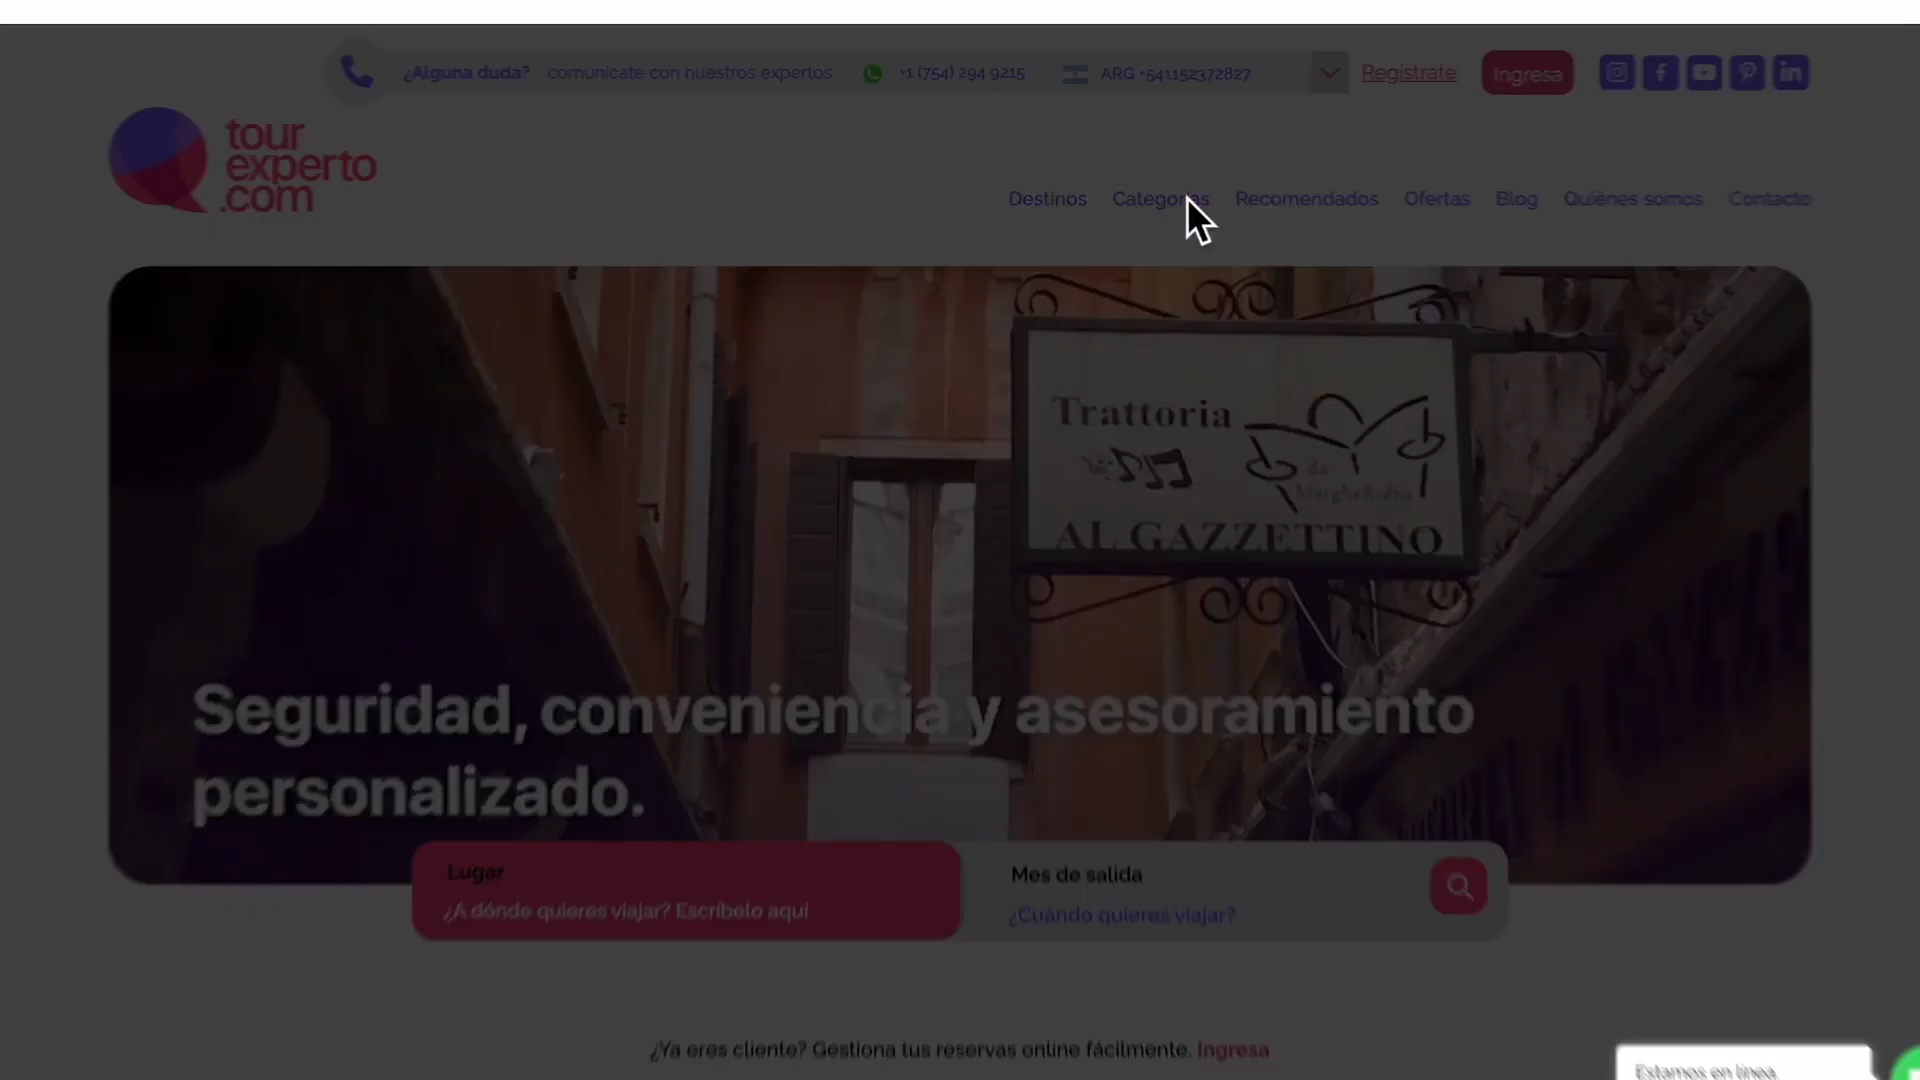 ¿Alguna duda? comunicate con nuestros expertos +1 (754) 294 9215 ARG +541152372827 Registrate Ingresa
tour
experto
.com
Destinos Categorías Recomendados Ofertas Blog Quiénes somos Contacto
Trattoria
da
AL GAZZETTINO
Seguridad, conveniencia y asesoramiento
personalizado.
Lugar
¿A dónde quieres viajar? Escríbelo aquí
Mes de salida
¿Cuándo quieres viajar?
¿Ya eres cliente? Gestiona tus reservas online fácilmente. Ingresa
Estamos en línea.